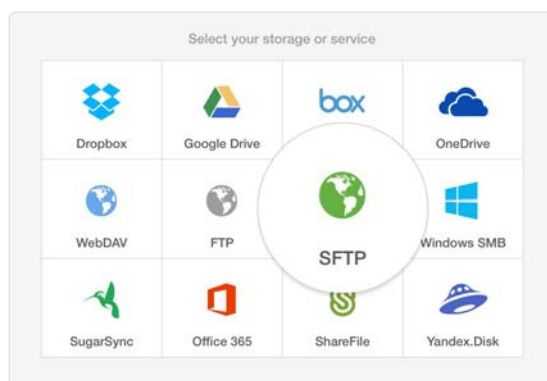 Select your storage or service
box
Dropbox
Google Drive
OneDrive
WebDAV
FTP
SFTP
Windows SMB
SugarSync
Office 365
ShareFile
Yandex.Disk